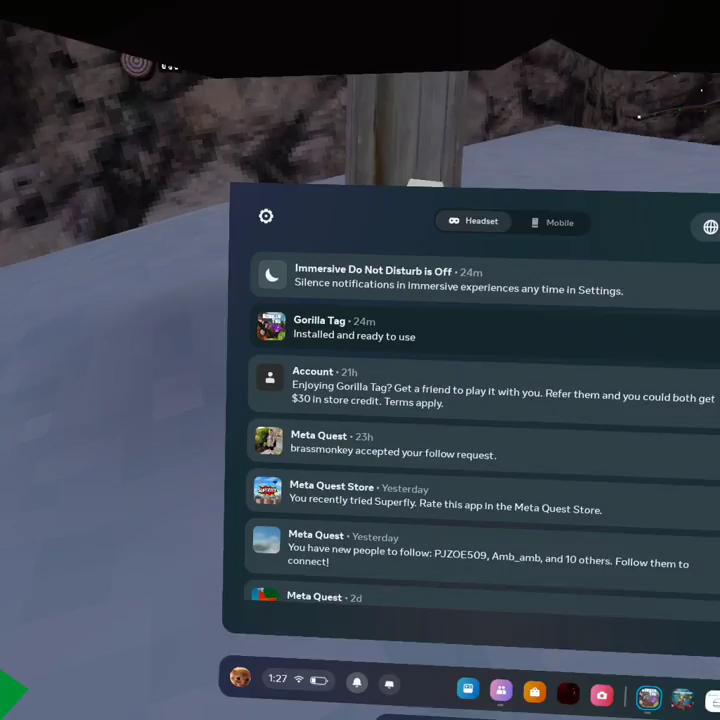 Headset
Mobile
Immersive Do Not Disturb is Off • 24m
Silence notifications in immersive experiences any time in Settings.
Gorilla Tag • 24m
Installed and ready to use
Account • 21h
Enjoying Gorilla Tag? Get a friend to play it with you. Refer them and you could both get
$30 in store credit. Terms apply.
Meta Quest • 23h
brassmonkey accepted your follow request.
Meta Quest Store • Yesterday
You recently tried Superfly. Rate this app in the Meta Quest Store.
Meta Quest • Yesterday
You have new people to follow: PJZOE509, Amb_amb, and 10 others. Follow them to
connect!
Meta Quest • 2d
1:27